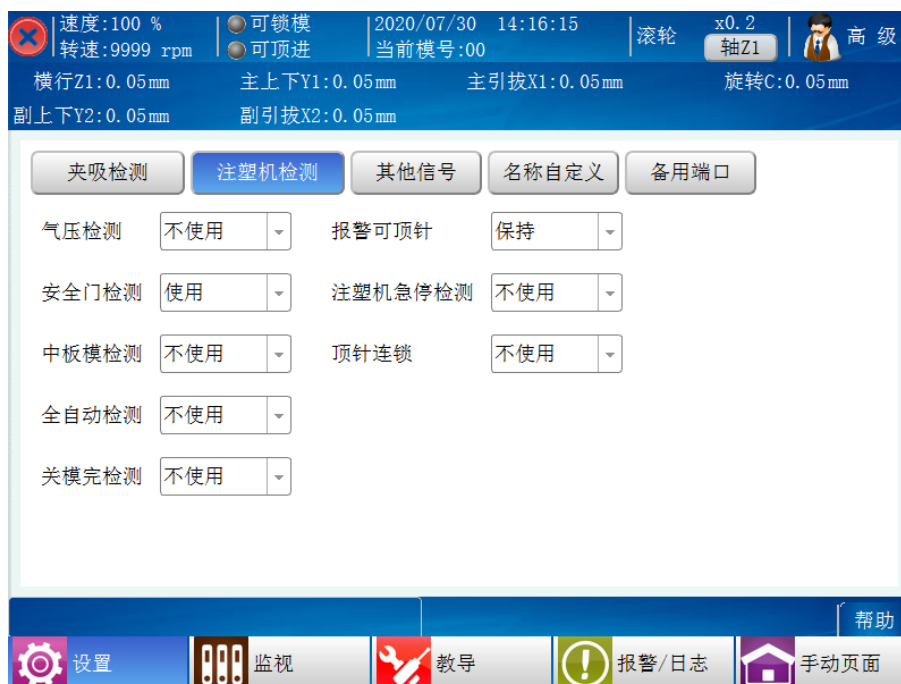 速度:100 % 可锁模 2020/07/30 14:16:15 滚轮 x0.2 高 级
转速:9999 rpm 可顶进 当前模号:00 轴Z1
横行Z1:0.05mm 主上下Y1:0.05mm 主引拔X1:0.05mm 旋转C:0.05mm
副上下Y2:0.05mm 副引拔X2:0.05mm
夹吸检测 注塑机检测 其他信号 名称自定义 备用端口
气压检测 不使用 报警可顶针 保持
安全门检测 使用 注塑机急停检测 不使用
中板模检测 不使用 顶针连锁 不使用
全自动检测 不使用
关模完检测 不使用
帮助
设置 监视 教导 报警/日志 手动页面